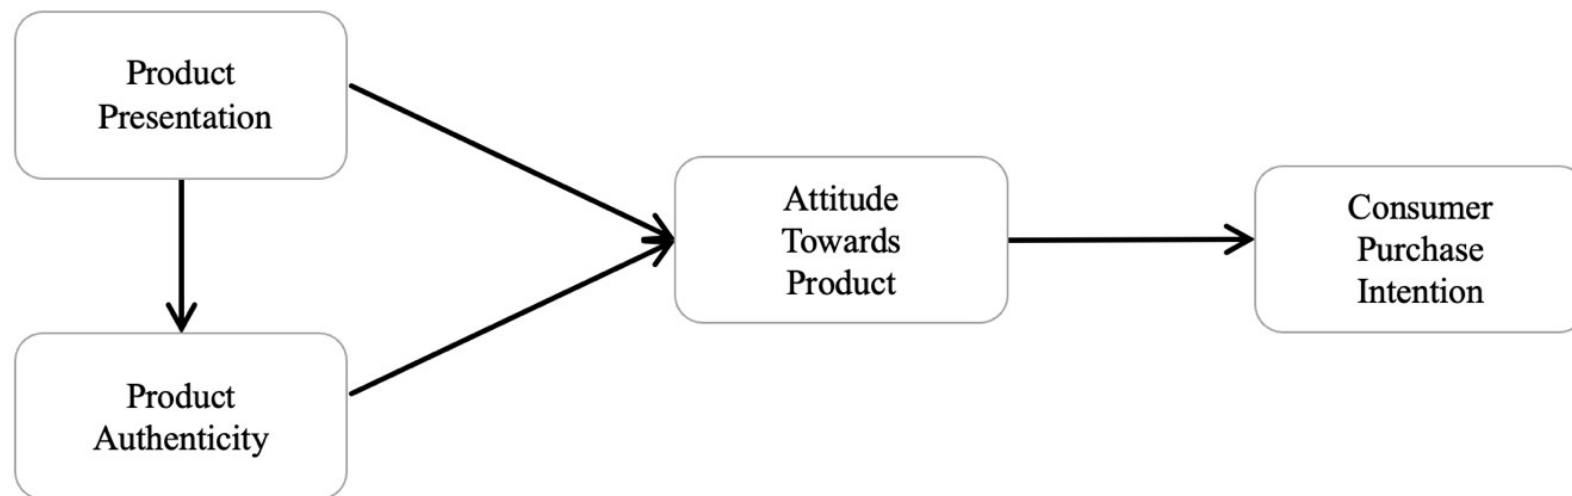 Product
Presentation
Attitude
Towards
Product
Consumer
Purchase
Intention
Product
Authenticity